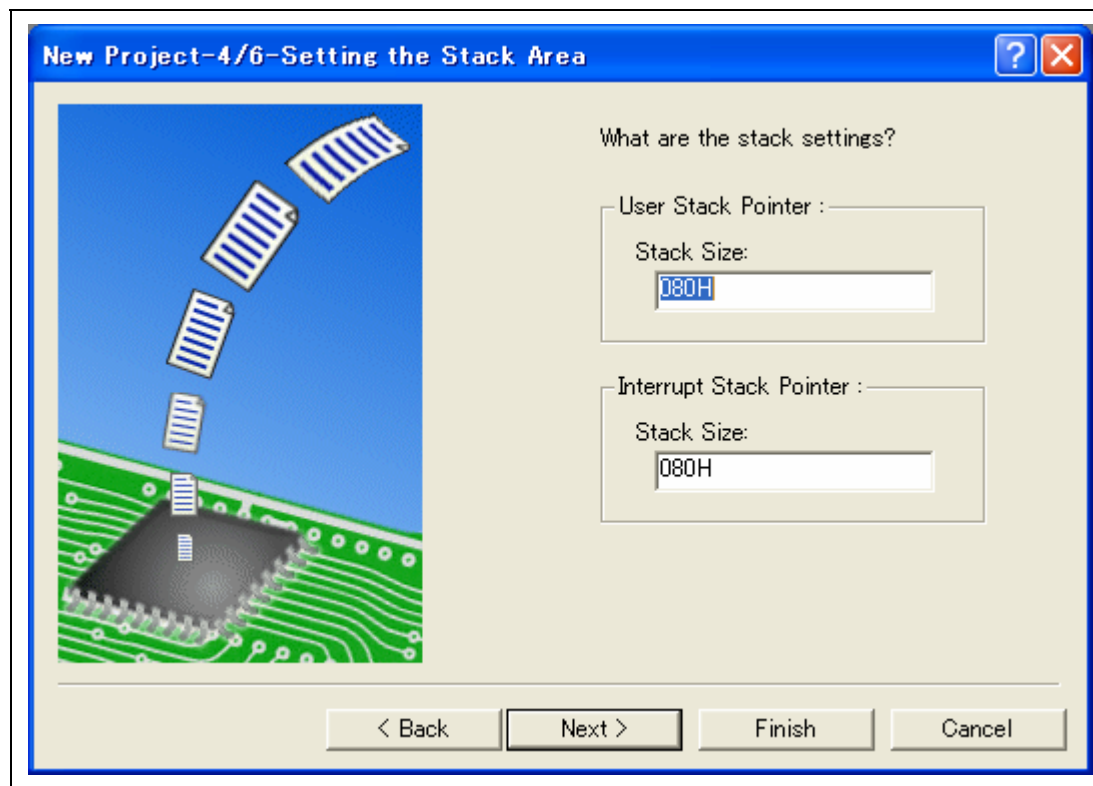 New Project-4/6-Setting the Stack Area
What are the stack settings?
User Stack Pointer :
Stack Size:
080H
Interrupt Stack Pointer :
Stack Size:
080H
< Back
Next >
Finish
Cancel